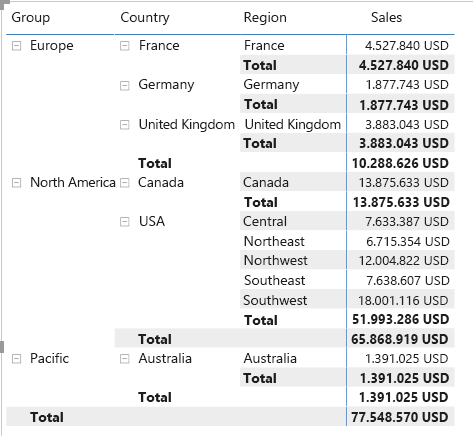 Group Country Region Sales
Europe France France 4.527.840 USD
Total 4.527.840 USD
Germany Germany 1.877.743 USD
Total 1.877.743 USD
United Kingdom United Kingdom 3.883.043 USD
Total 3.883.043 USD
Total 10.288.626 USD
North America Canada Canada 13.875.633 USD
Total 13.875.633 USD
USA Central 7.633.387 USD
Northeast 6.715.354 USD
Northwest 12.004.822 USD
Southeast 7.638.607 USD
Southwest 18.001.116 USD
Total 51.993.286 USD
Total 65.868.919 USD
Pacific Australia Australia 1.391.025 USD
Total 1.391.025 USD
Total 1.391.025 USD
Total 77.548.570 USD